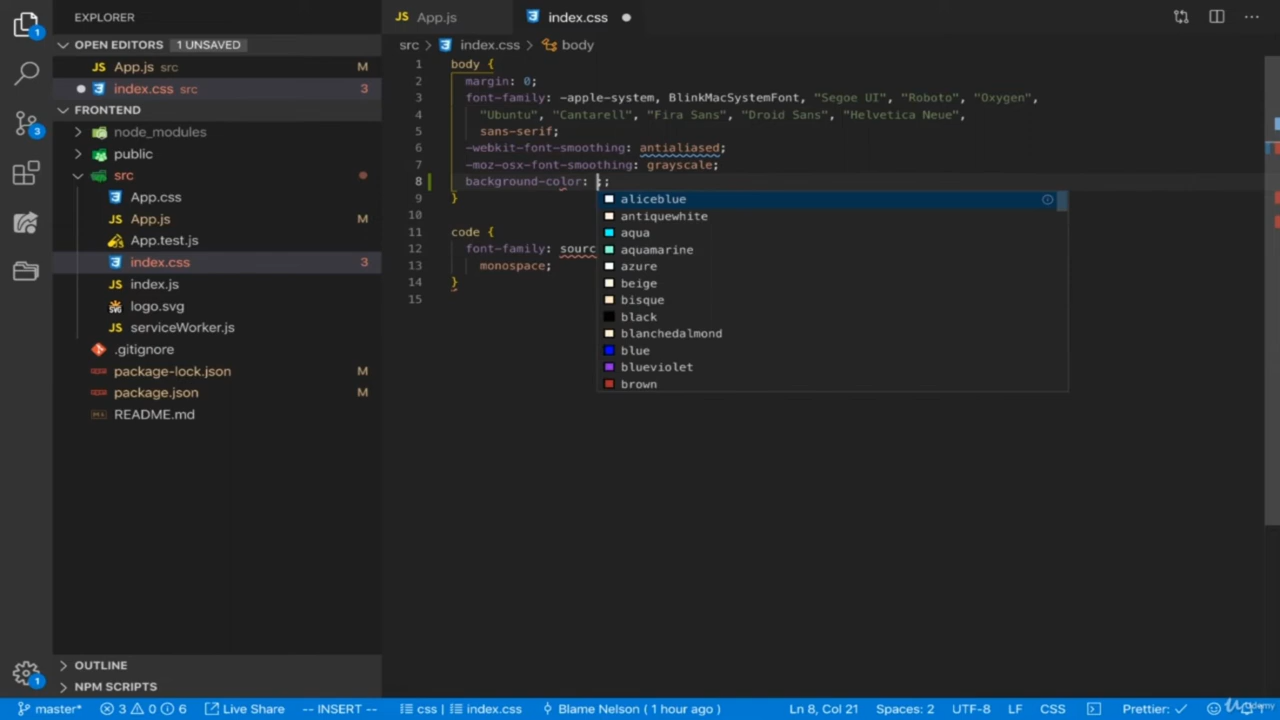 EXPLORER
OPEN EDITORS 1 UNSAVED
JS App.js src M
index.css src 3
FRONTEND
node_modules
public
src
App.css
JS App.js M
App.test.js
index.css 3
JS index.js
logo.svg
JS serviceWorker.js
.gitignore
package-lock.json M
package.json M
README.md
OUTLINE
NPM SCRIPTS
1
3
1
JS App.js index.css
src > index.css > body
1 body {
2 margin: 0;
3 font-family: -apple-system, BlinkMacSystemFont, "Segoe UI", "Roboto", "Oxygen",
4 "Ubuntu", "Cantarell", "Fira Sans", "Droid Sans", "Helvetica Neue",
5 sans-serif;
6 -webkit-font-smoothing: antialiased;
7 -moz-osx-font-smoothing: grayscale;
8 background-color: ;;
9 }
10
11 code {
12 font-family: sourc
13 monospace;
14 }
15
aliceblue
antiquewhite
aqua
aquamarine
azure
beige
bisque
black
blanchedalmond
blue
blueviolet
brown
master* 3 0 6 Live Share -- INSERT -- css | index.css Blame Nelson ( 1 hour ago ) Ln 8, Col 21 Spaces: 2 UTF-8 LF CSS Prettier: ✓